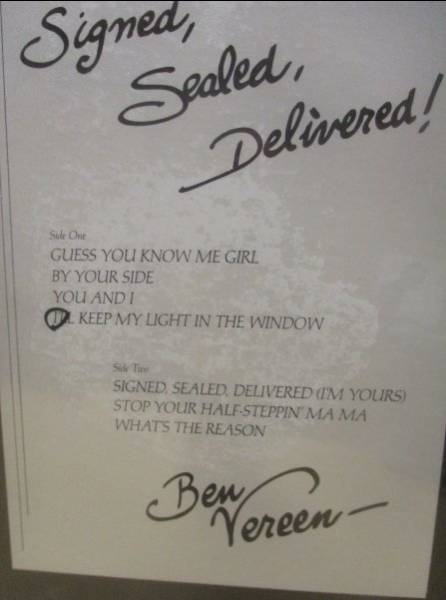 Signed,
Sealed,
Delivered!
Side One
GUESS YOU KNOW ME GIRL
BY YOUR SIDE
YOU AND I
I'LL KEEP MY LIGHT IN THE WINDOW
Side Two
SIGNED, SEALED, DELIVERED (I'M YOURS)
STOP YOUR HALF-STEPPIN' MA MA
WHAT'S THE REASON
Ben
Vereen